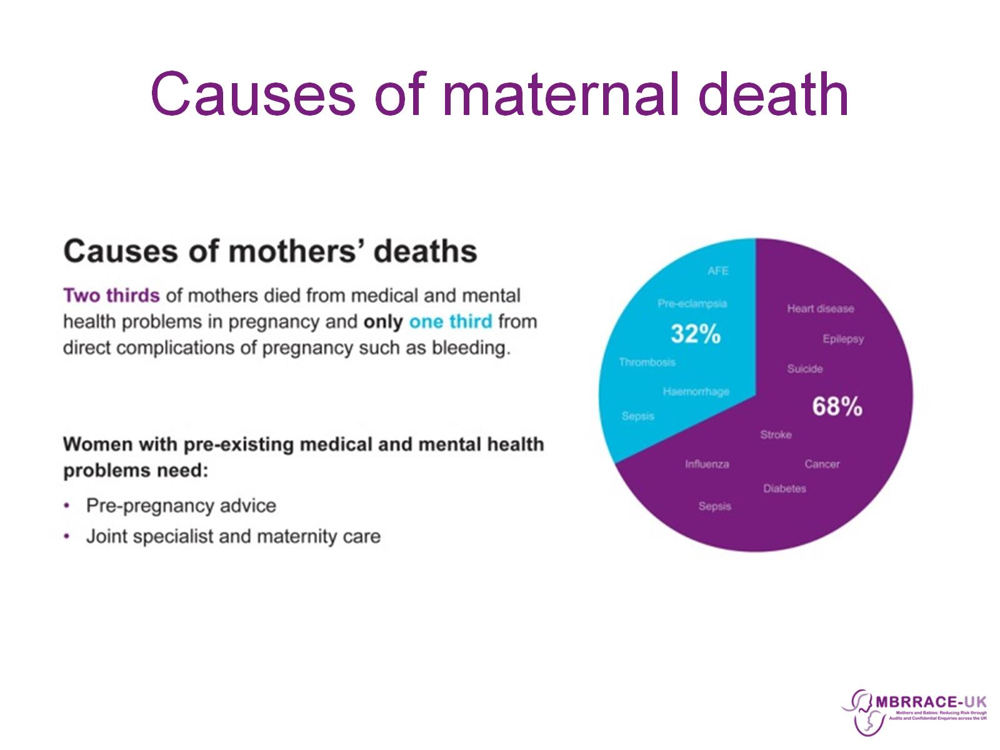 Causes of maternal death
Causes of mothers’ deaths
Two thirds of mothers died from medical and mental
health problems in pregnancy and only one third from
direct complications of pregnancy such as bleeding.
Women with pre-existing medical and mental health
problems need:
• Pre-pregnancy advice
• Joint specialist and maternity care
AFE
Pre-eclampsia
32%
Thrombosis
Haemorrhage
Sepsis
Heart disease
Epilepsy
Suicide
68%
Stroke
Influenza
Cancer
Diabetes
Sepsis
MBRRACE-UK
Mothers and Babies: Reducing Risk through
Audits and Confidential Enquiries across the UK